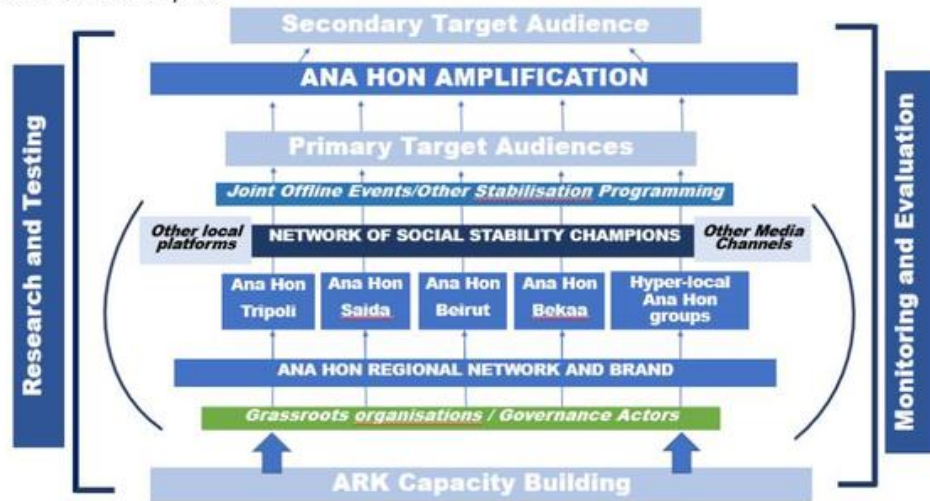 Secondary Target Audience
ANA HON AMPLIFICATION
Primary Target Audiences
Joint Offline Events/Other Stabilisation Programming
Other local
platforms
NETWORK OF SOCIAL STABILITY CHAMPIONS
Other Media
Channels
Ana Hon
Tripoli
Ana Hon
Saida
Ana Hon
Beirut
Ana Hon
Bekaa
Hyper-local
Ana Hon
groups
ANA HON REGIONAL NETWORK AND BRAND
Grassroots organisations / Governance Actors
ARK Capacity Building
Research and Testing
Monitoring and Evaluation